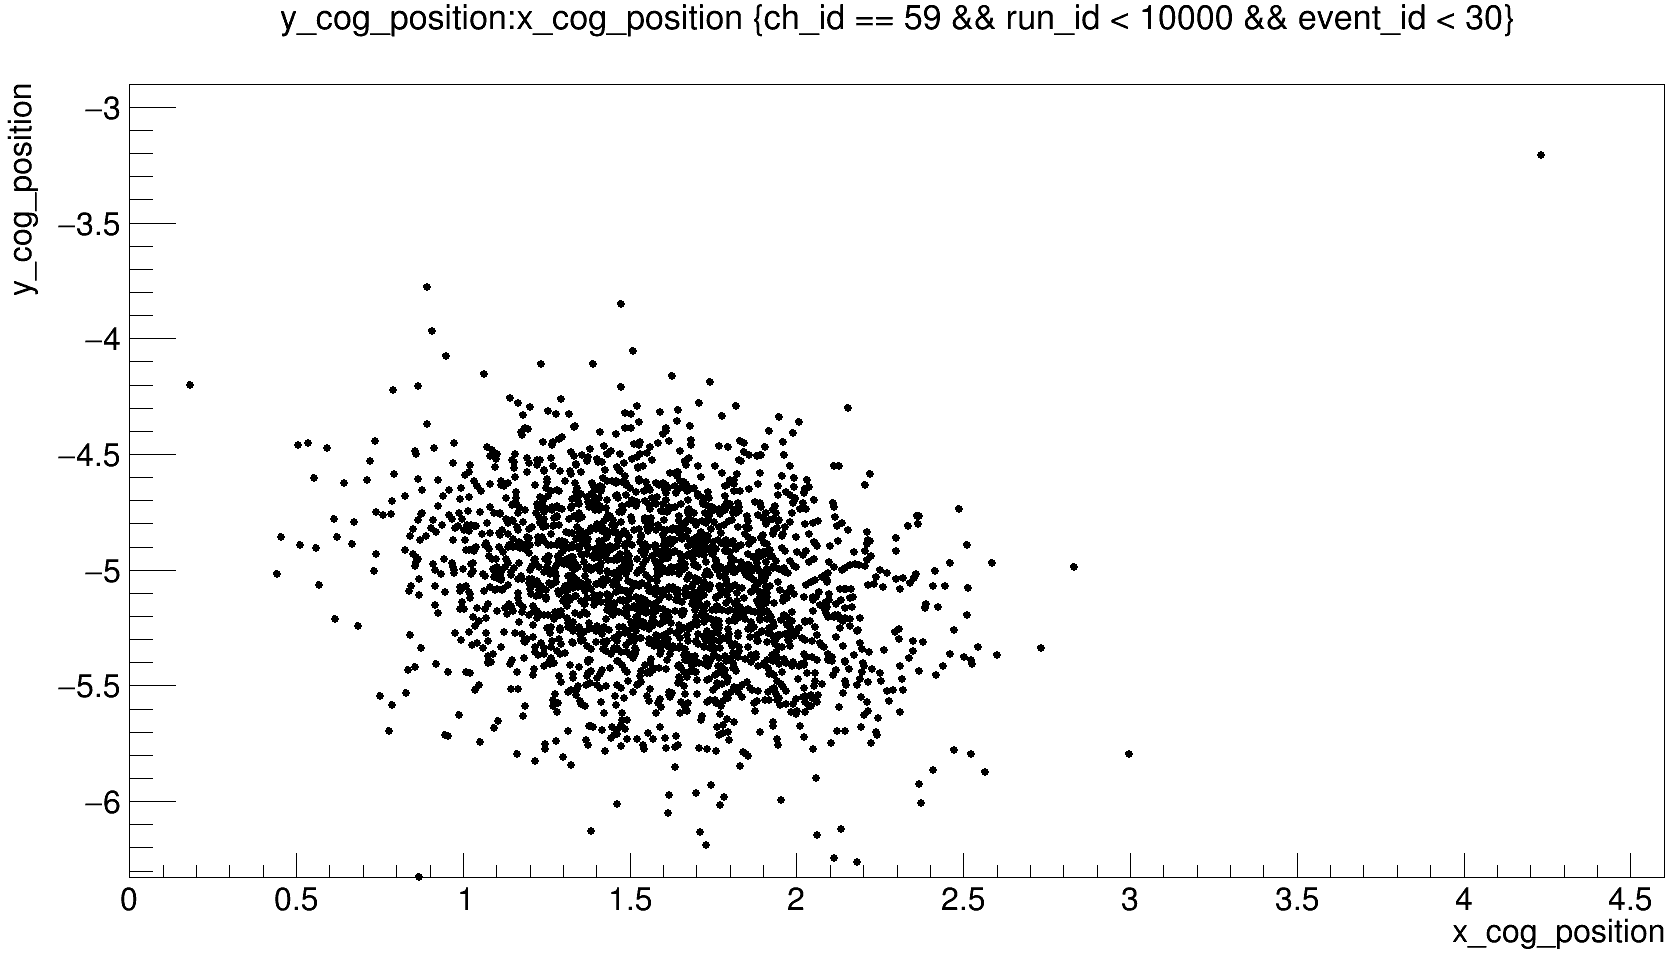 y_cog_position:x_cog_position {ch_id == 59 && run_id < 10000 && event_id < 30}
y_cog_position
−3
−3.5
−4
−4.5
−5
−5.5
−6
0 0.5 1 1.5 2 2.5 3 3.5 4 4.5
x_cog_position